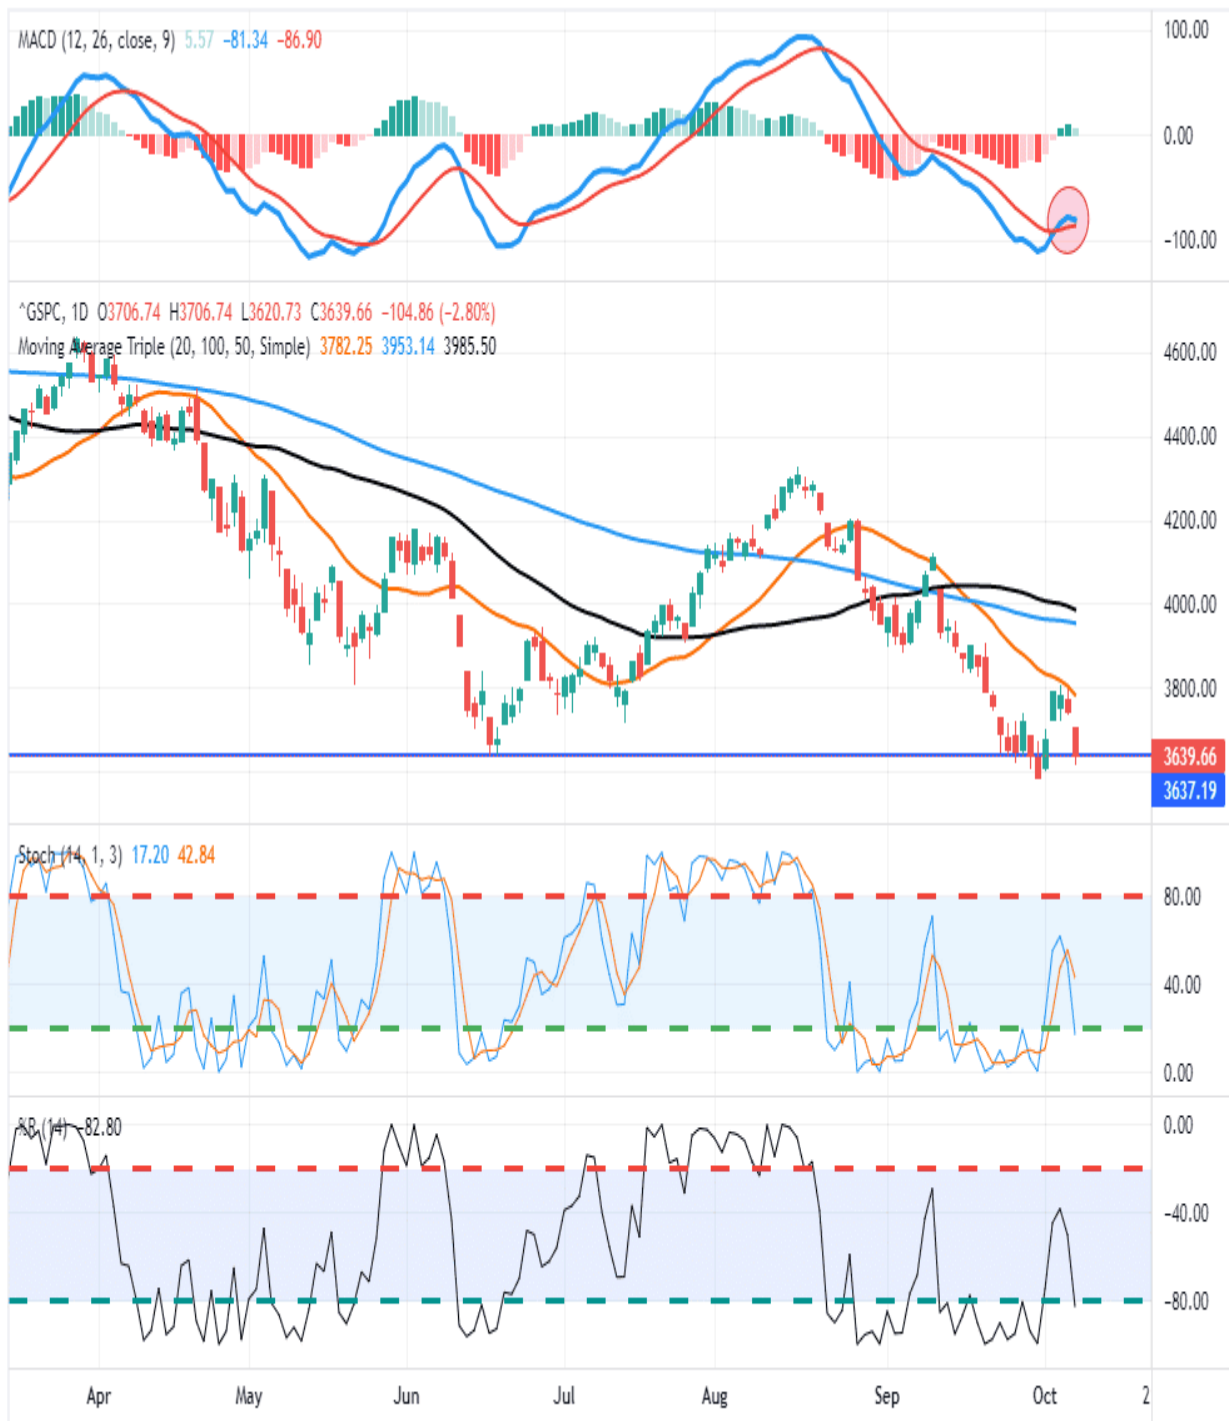 MACD (12, 26, close, 9) 5.57 −81.34 −86.90
100.00
0.00
−100.00
^GSPC, 1D O3706.74 H3706.74 L3620.73 C3639.66 −104.86 (−2.80%)
Moving Average Triple (20, 100, 50, Simple) 3782.25 3953.14 3985.50
4600.00
4400.00
4200.00
4000.00
3800.00
3639.66
3637.19
Stoch (14, 1, 3) 17.20 42.84
80.00
40.00
0.00
%R (14) −82.80
0.00
−40.00
−80.00
Apr May Jun Jul Aug Sep Oct 2